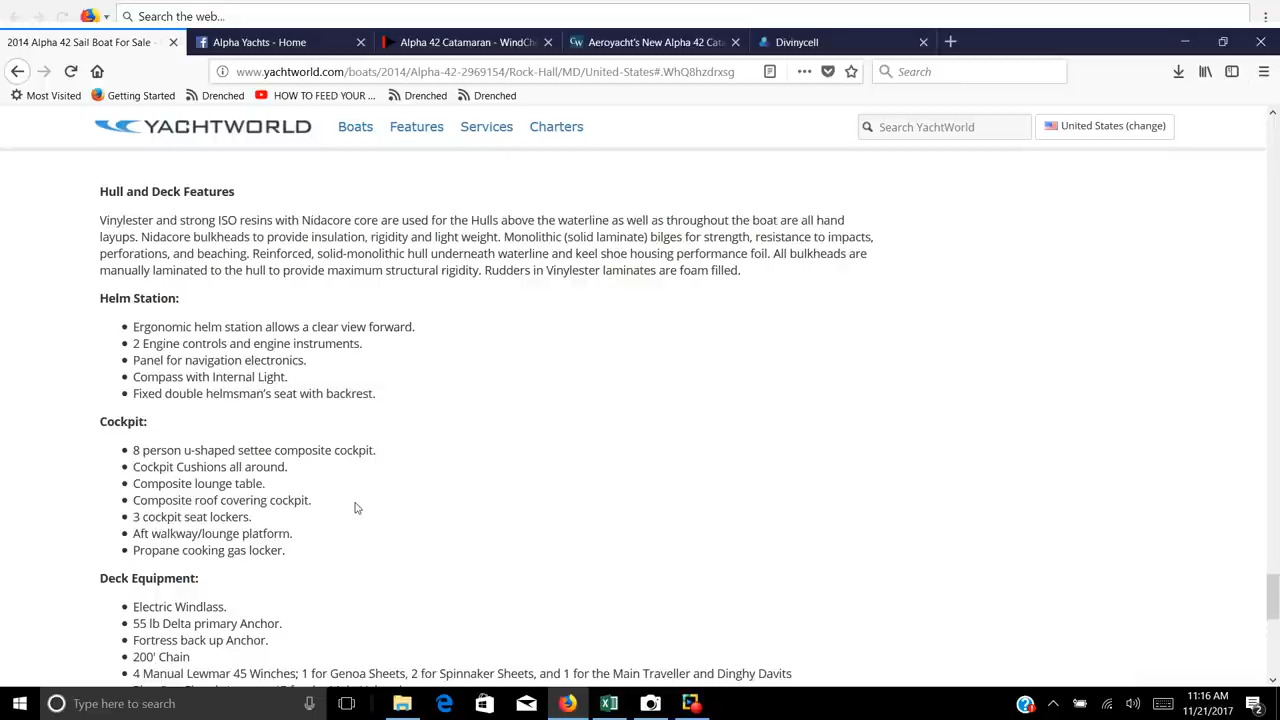 Search the web...
2014 Alpha 42 Sail Boat For Sale -
Alpha Yachts - Home
Alpha 42 Catamaran - WindChe
Aeroyacht's New Alpha 42 Cata
Divinycell
www.yachtworld.com/boats/2014/Alpha-42-2969154/Rock-Hall/MD/United-States#.WhQ8hzdrxsg
Search
Most Visited
Getting Started
Drenched
HOW TO FEED YOUR ...
Drenched
Drenched
YACHTWORLD
Boats
Features
Services
Charters
Search YachtWorld
United States (change)
Hull and Deck Features
Vinylester and strong ISO resins with Nidacore core are used for the Hulls above the waterline as well as throughout the boat are all hand
layups. Nidacore bulkheads to provide insulation, rigidity and light weight. Monolithic (solid laminate) bilges for strength, resistance to impacts,
perforations, and beaching. Reinforced, solid-monolithic hull underneath waterline and keel shoe housing performance foil. All bulkheads are
manually laminated to the hull to provide maximum structural rigidity. Rudders in Vinylester laminates are foam filled.
Helm Station:
Ergonomic helm station allows a clear view forward.
2 Engine controls and engine instruments.
Panel for navigation electronics.
Compass with Internal Light.
Fixed double helmsman's seat with backrest.
Cockpit:
8 person u-shaped settee composite cockpit.
Cockpit Cushions all around.
Composite lounge table.
Composite roof covering cockpit.
3 cockpit seat lockers.
Aft walkway/lounge platform.
Propane cooking gas locker.
Deck Equipment:
Electric Windlass.
55 lb Delta primary Anchor.
Fortress back up Anchor.
200' Chain
4 Manual Lewmar 45 Winches; 1 for Genoa Sheets, 2 for Spinnaker Sheets, and 1 for the Main Traveller and Dinghy Davits
Type here to search
11:16 AM
11/21/2017
2